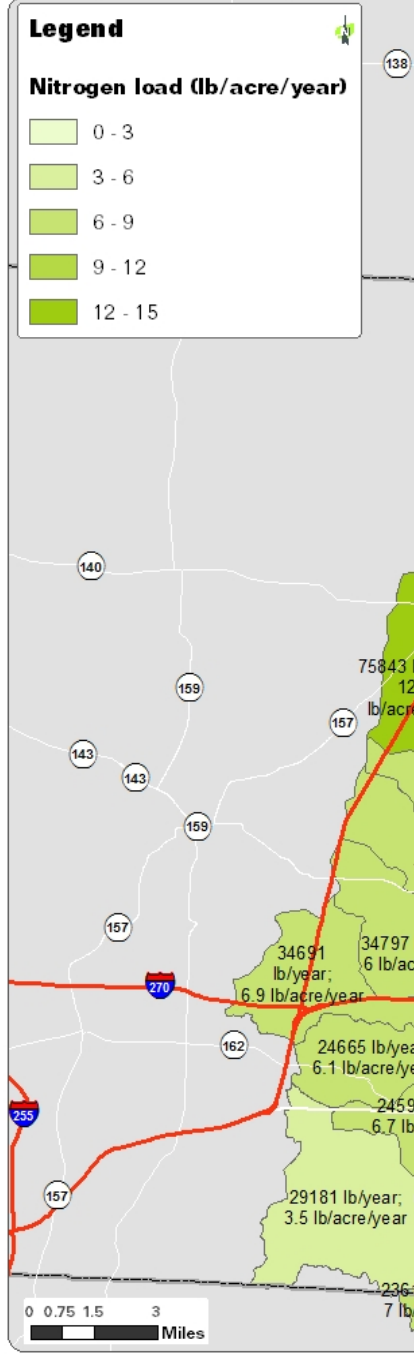 Legend
N
Nitrogen load (lb/acre/year)
0 - 3
3 - 6
6 - 9
9 - 12
12 - 15
138
140
75843
12
lb/acre
159
157
143
143
159
157
34691
lb/year;
6.9 lb/acre/year
34797
6 lb/ac
270
162
24665 lb/yea
6.1 lb/acre/ye
255
2459
6.7 lb
157
29181 lb/year;
3.5 lb/acre/year
236
7 lb
0 0.75 1.5 3
Miles